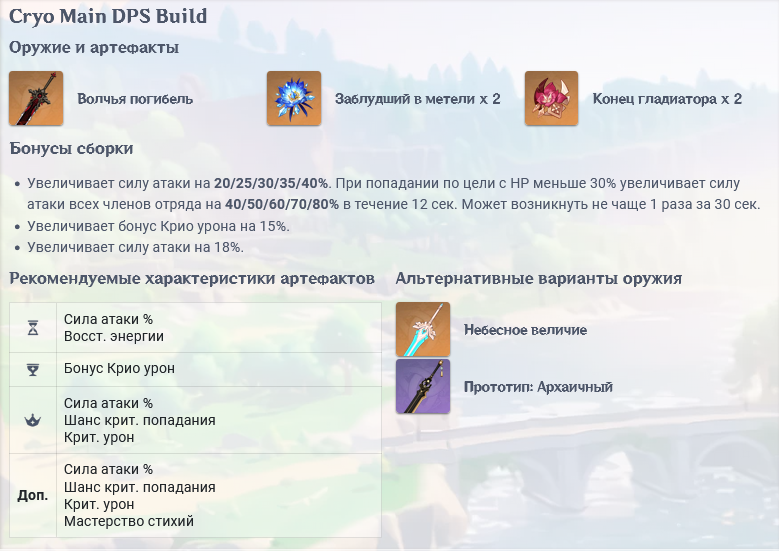 Cryo Main DPS Build
Оружие и артефакты
Волчья погибель
Заблудший в метели x 2
Конец гладиатора x 2
Бонусы сборки
• Увеличивает силу атаки на 20/25/30/35/40%. При попадании по цели с HP меньше 30% увеличивает силу
атаки всех членов отряда на 40/50/60/70/80% в течение 12 сек. Может возникнуть не чаще 1 раза за 30 сек.
• Увеличивает бонус Крио урона на 15%.
• Увеличивает силу атаки на 18%.
Рекомендуемые характеристики артефактов
Сила атаки %
Восст. энергии
Бонус Крио урон
Сила атаки %
Шанс крит. попадания
Крит. урон
Доп.
Сила атаки %
Шанс крит. попадания
Крит. урон
Мастерство стихий
Альтернативные варианты оружия
Небесное величие
Прототип: Архаичный